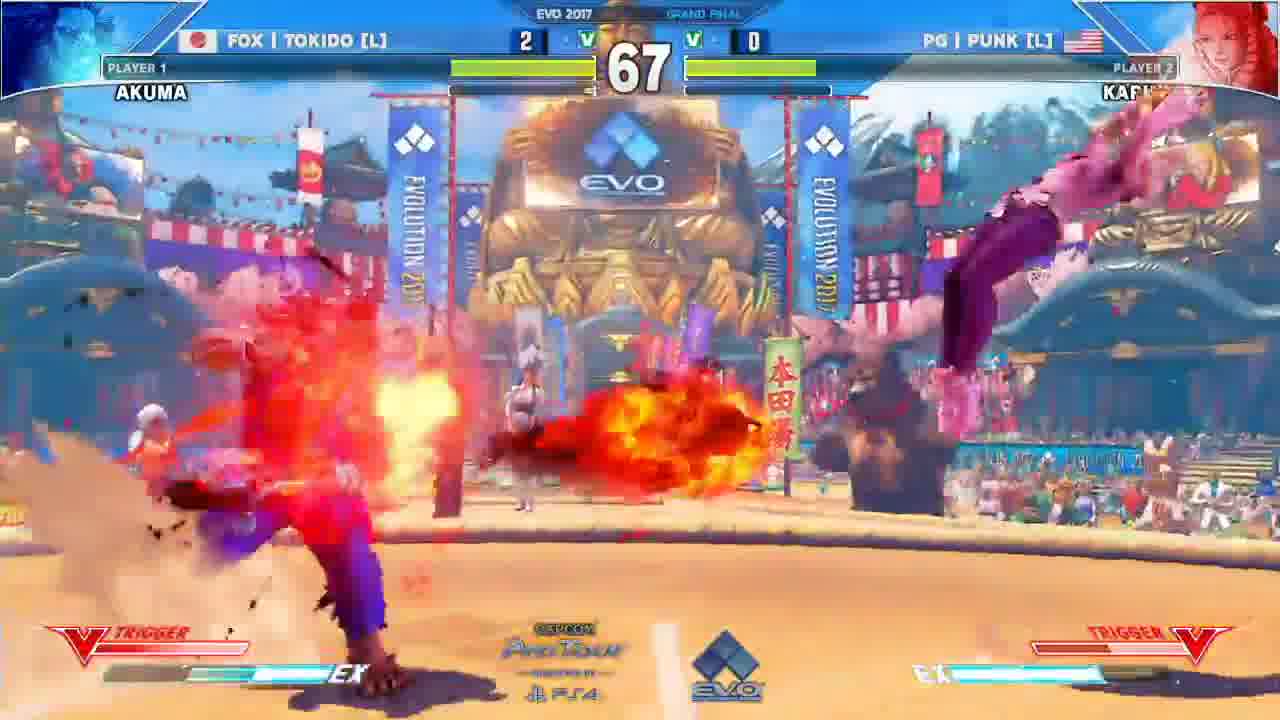 EVO 2017
GRAND FINAL
FOX | TOKIDO [L]
2
V
V
0
PG | PUNK [L]
PLAYER 1
67
PLAYER 2
AKUMA
EVO
EVOLUTION 201
EVOLUTION 2017
本田湯
TRIGGER
TRIGGER
EX
EX
CAPCOM
PRO TOUR
PS4
EVO